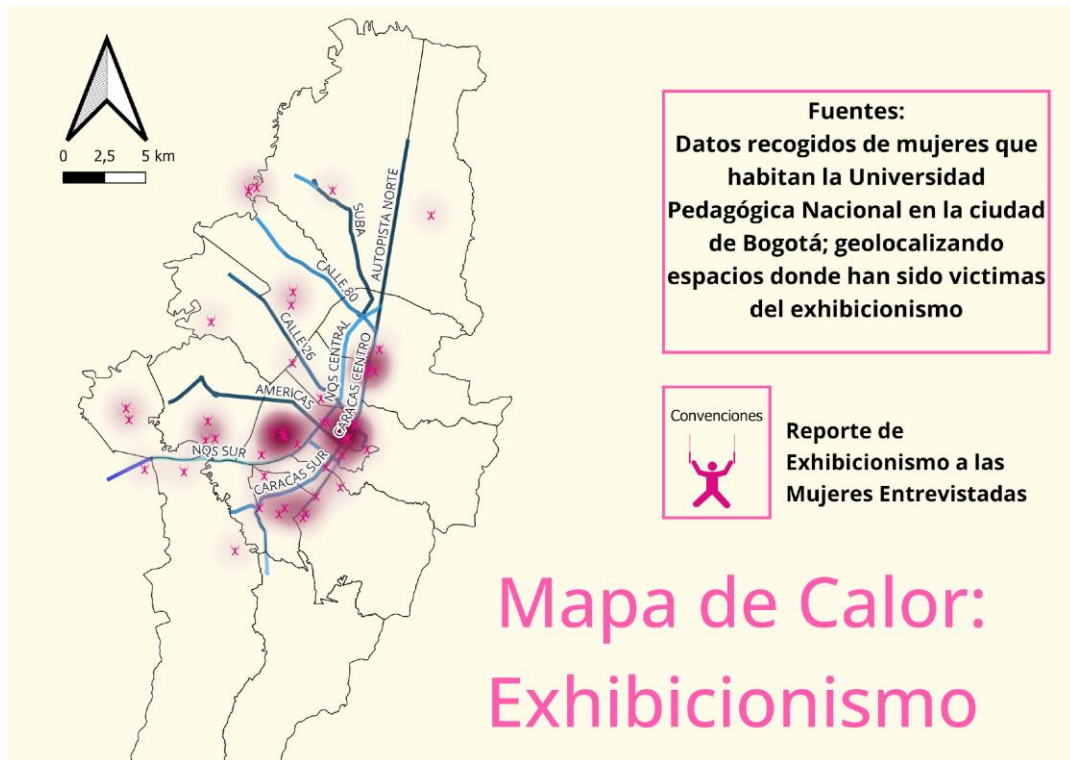 0 2,5 5 km
SUBA
AUTOPISTA NORTE
CALLE 80
CALLE 26
NQS CENTRAL
CARACAS CENTRO
AMERICAS
NQS SUR
CARACAS SUR
Fuentes:
Datos recogidos de mujeres que
habitan la Universidad
Pedagógica Nacional en la ciudad
de Bogotá; geolocalizando
espacios donde han sido victimas
del exhibicionismo
Convenciones
Reporte de
Exhibicionismo a las
Mujeres Entrevistadas
Mapa de Calor:
Exhibicionismo